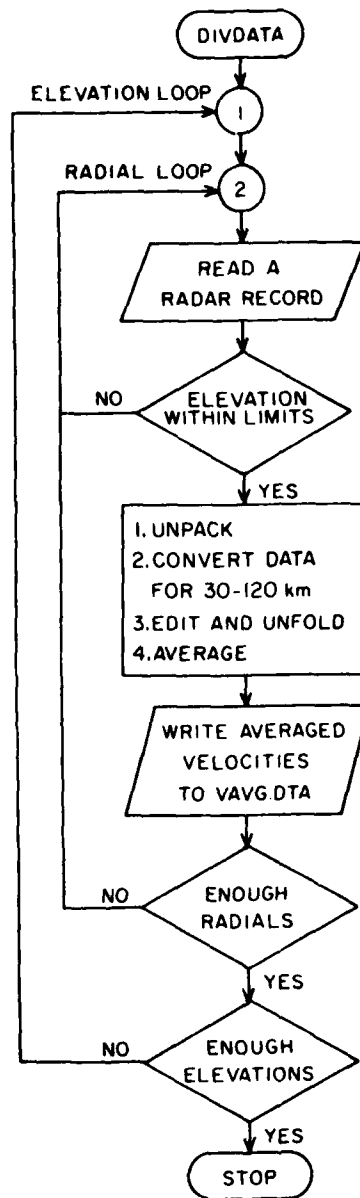 DIVDATA
ELEVATION LOOP
1
RADIAL LOOP
2
READ A
RADAR RECORD
NO
ELEVATION
WITHIN LIMITS
YES
1. UNPACK
2. CONVERT DATA
FOR 30-120 km
3. EDIT AND UNFOLD
4. AVERAGE
WRITE AVERAGED
VELOCITIES
TO VAVG.DTA
NO
ENOUGH
RADIALS
YES
NO
ENOUGH
ELEVATIONS
YES
STOP